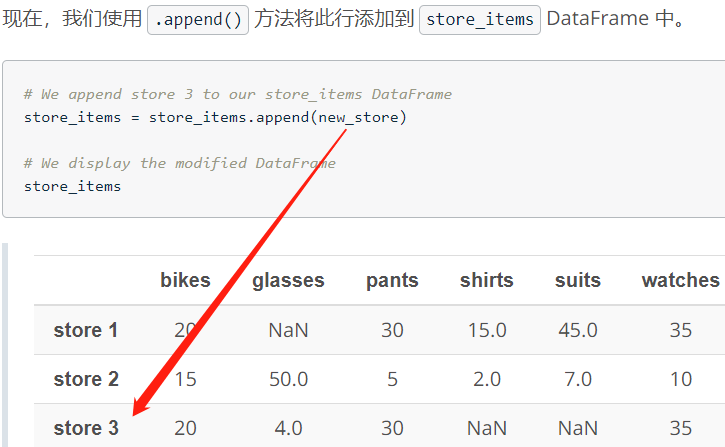 现在，我们使用 .append() 方法将此行添加到 store_items DataFrame 中。
# We append store 3 to our store_items DataFrame
store_items = store_items.append(new_store)
# We display the modified DataFrame
store_items
bikes glasses pants shirts suits watches
store 1 20 NaN 30 15.0 45.0 35
store 2 15 50.0 5 2.0 7.0 10
store 3 20 4.0 30 NaN NaN 35